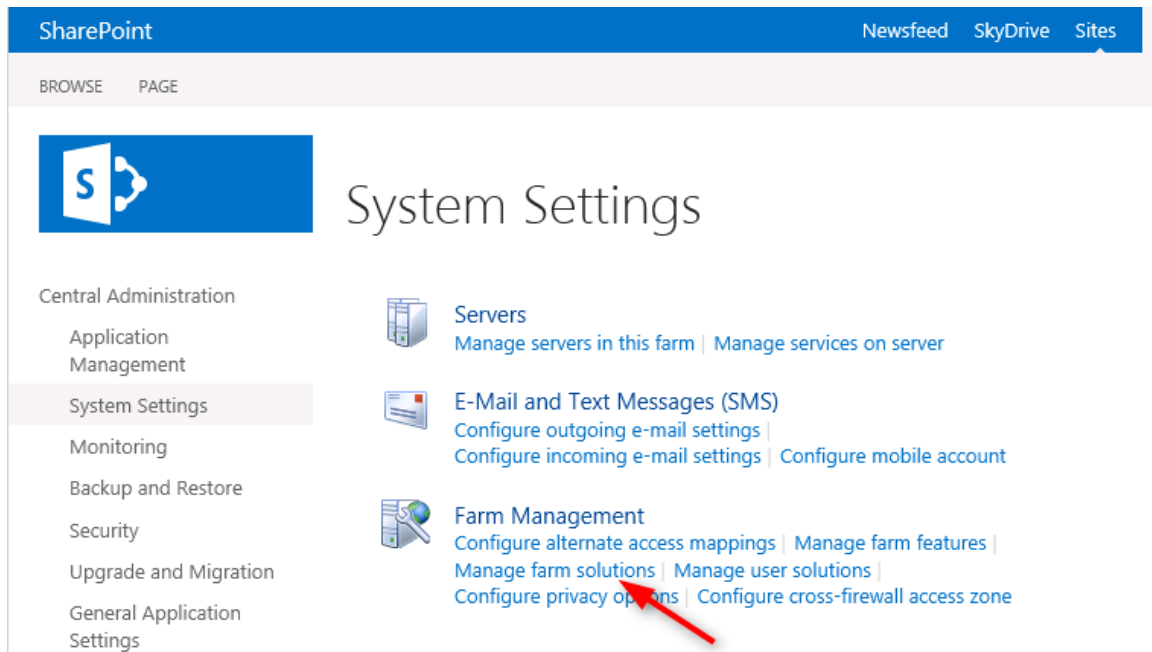 SharePoint
Newsfeed SkyDrive Sites
BROWSE PAGE
S
System Settings
Central Administration
Application
Management
System Settings
Monitoring
Backup and Restore
Security
Upgrade and Migration
General Application
Settings
Servers
Manage servers in this farm | Manage services on server
E-Mail and Text Messages (SMS)
Configure outgoing e-mail settings |
Configure incoming e-mail settings | Configure mobile account
Farm Management
Configure alternate access mappings | Manage farm features |
Manage farm solutions | Manage user solutions |
Configure privacy options | Configure cross-firewall access zone